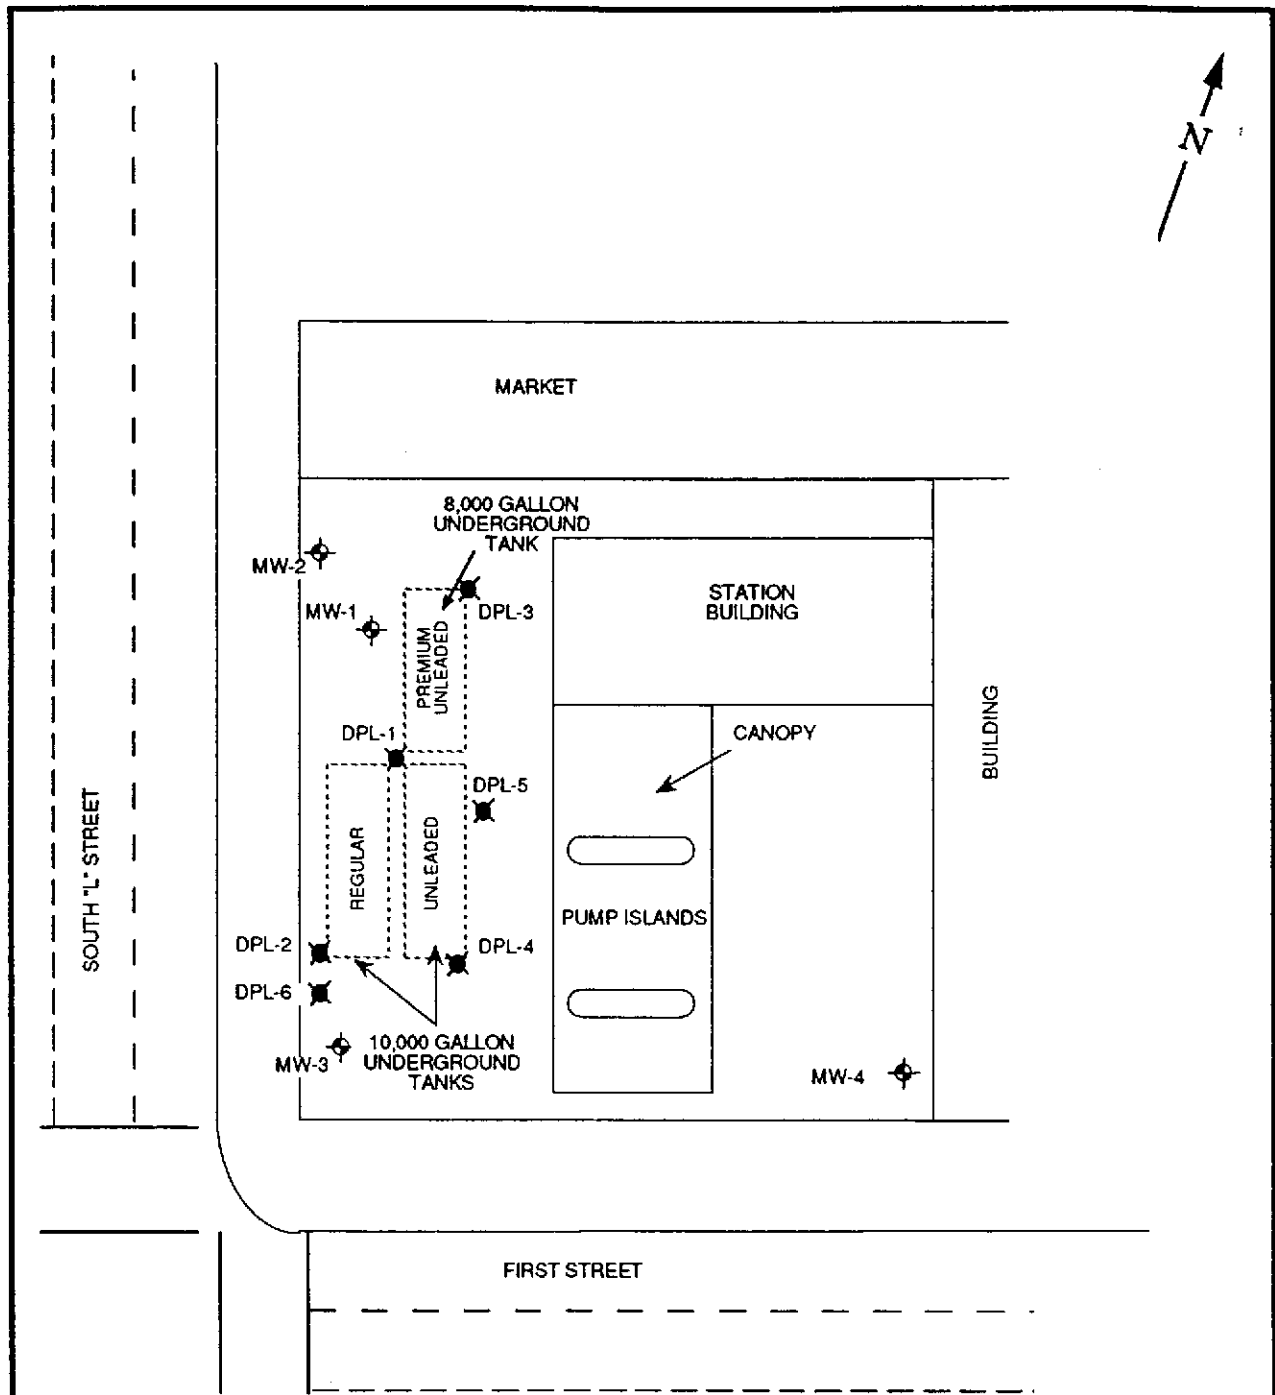 N
MARKET
8,000 GALLON
UNDERGROUND
TANK
MW-2
STATION
BUILDING
MW-1
DPL-3
PREMIUM
UNLEADED
DPL-1
CANOPY
BUILDING
DPL-5
SOUTH "L" STREET
REGULAR
UNLEADED
PUMP ISLANDS
DPL-2
DPL-4
DPL-6
10,000 GALLON
UNDERGROUND
TANKS
MW-3
MW-4
FIRST STREET